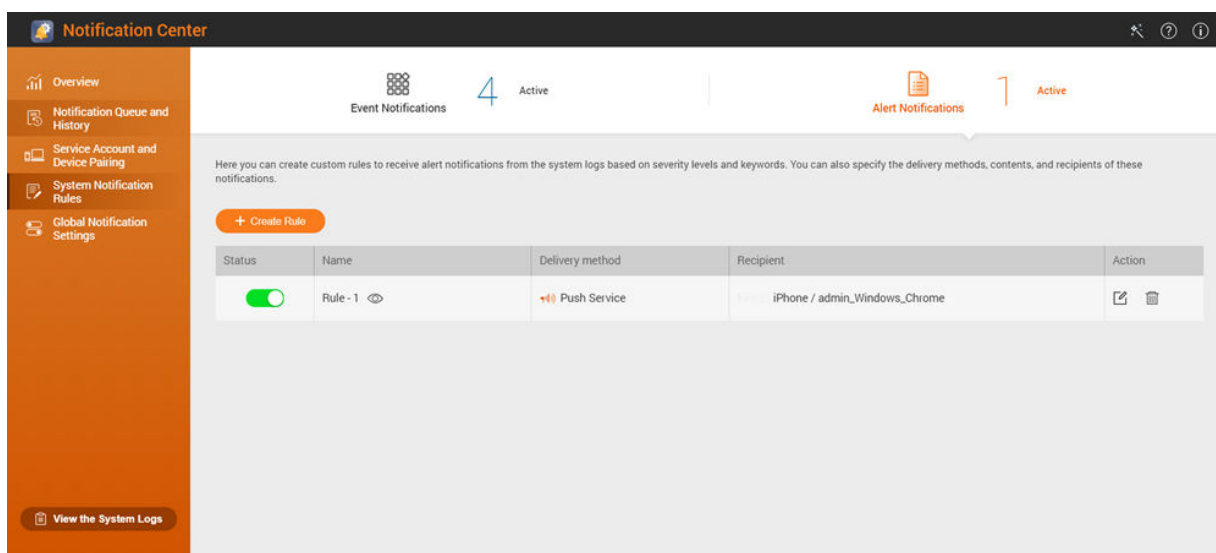 Notification Center
Overview
Notification Queue and
History
Service Account and
Device Pairing
System Notification
Rules
Global Notification
Settings
View the System Logs
Event Notifications
4 Active
Alert Notifications
1 Active
Here you can create custom rules to receive alert notifications from the system logs based on severity levels and keywords. You can also specify the delivery methods, contents, and recipients of these
notifications.
+ Create Rule
Status Name Delivery method Recipient Action
Rule - 1 Push Service iPhone / admin_Windows_Chrome